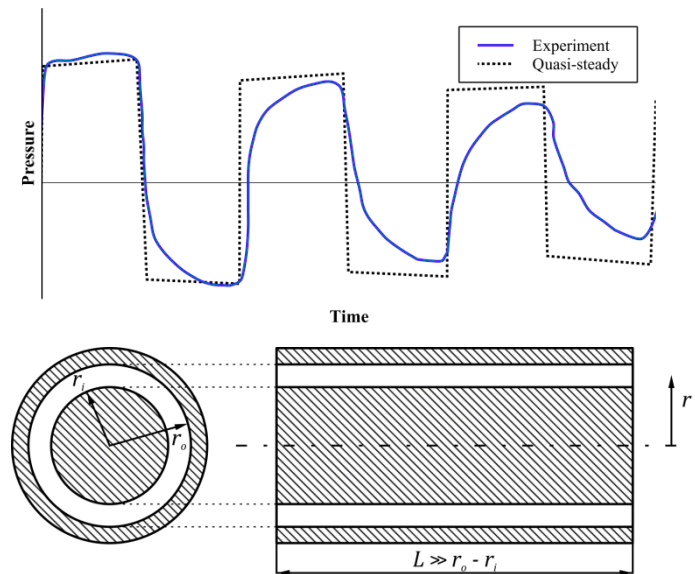 Experiment
Quasi-steady
Pressure
Time
r_i
r_o
r
L ≫ r_o - r_i